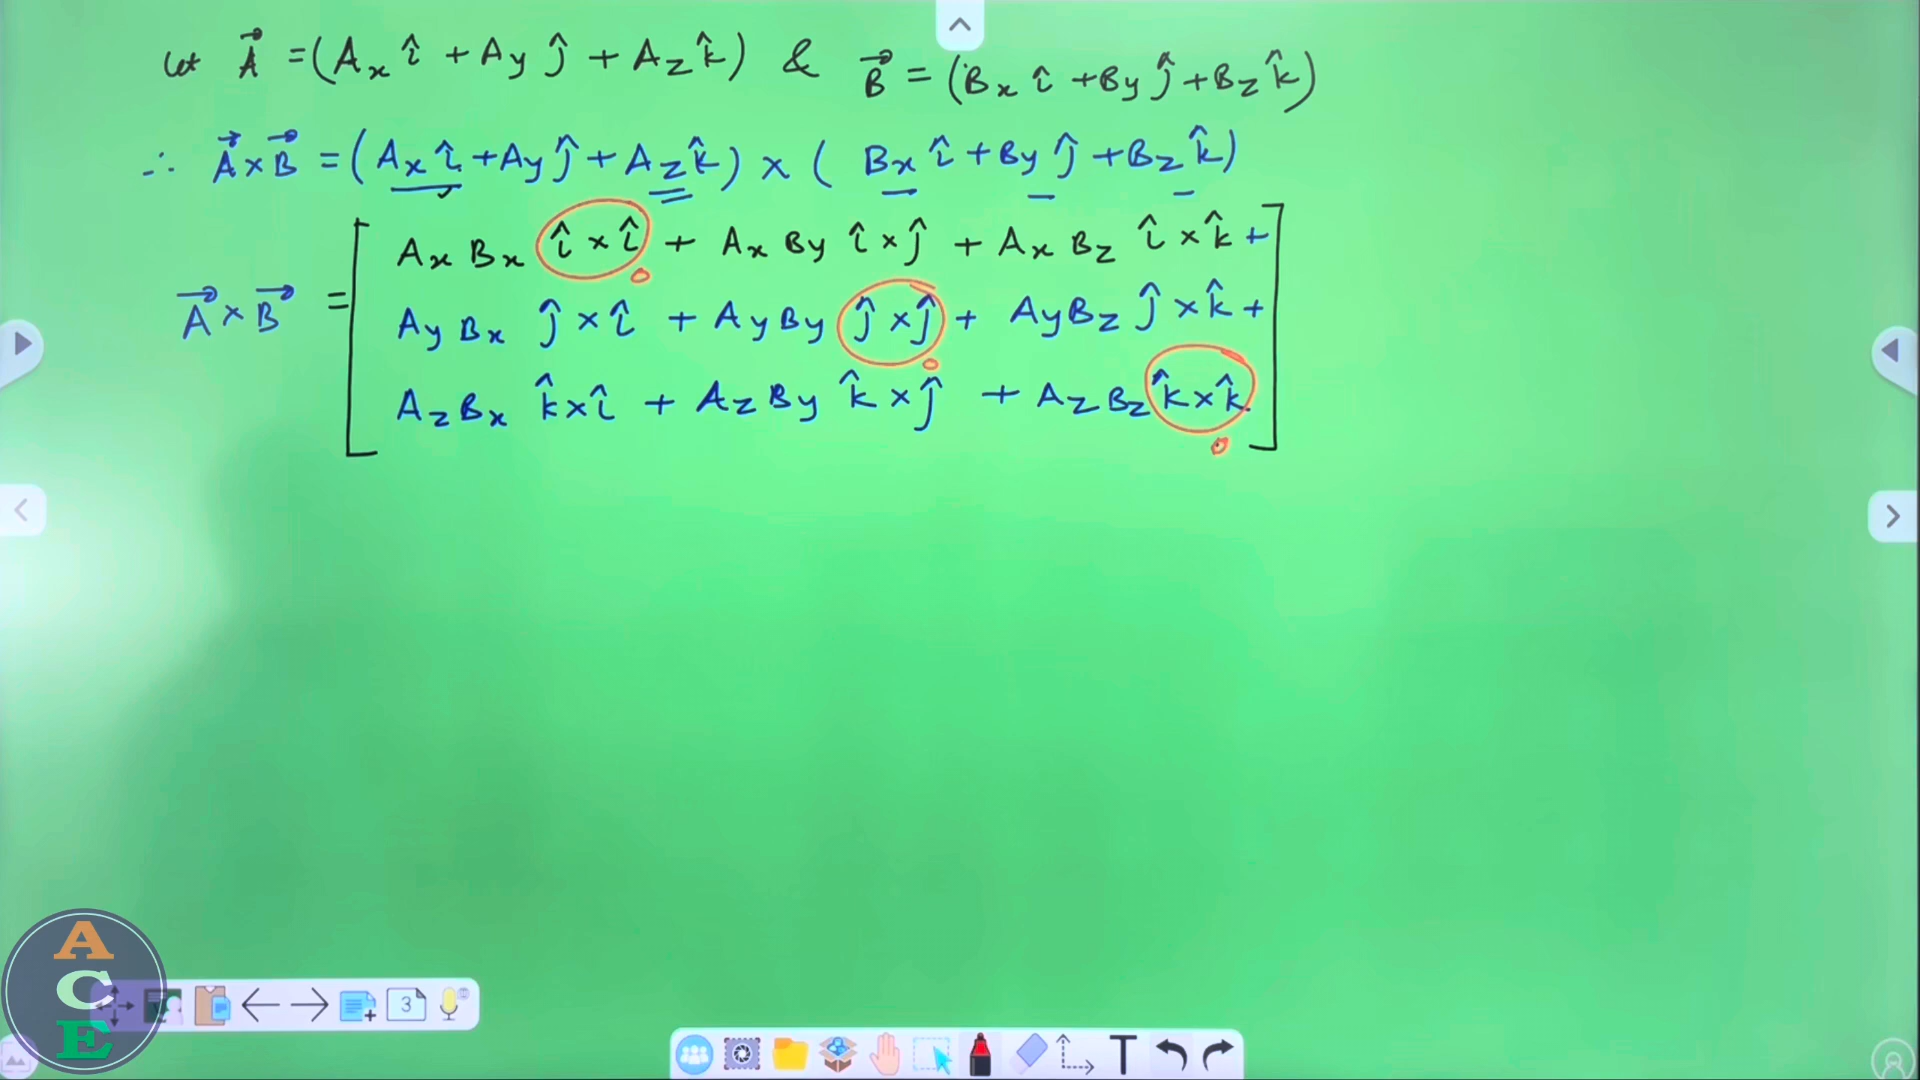 let A⃗ = (Aₓ î + Ay ĵ + Az k̂) & B⃗ = (Bₓ î + By ĵ + Bz k̂)
∴ A⃗ × B⃗ = (Aₓ î + Ay ĵ + Az k̂) × (Bₓ î + By ĵ + Bz k̂)
Aₓ Bₓ î × î + Aₓ By î × ĵ + Aₓ Bz î × k̂ +
0
A⃗ × B⃗ = [ Ay Bₓ ĵ × î + Ay By ĵ × ĵ + Ay Bz ĵ × k̂ + ]
0
Az Bₓ k̂ × î + Az By k̂ × ĵ + Az Bz k̂ × k̂
0
A
C
E
3
T